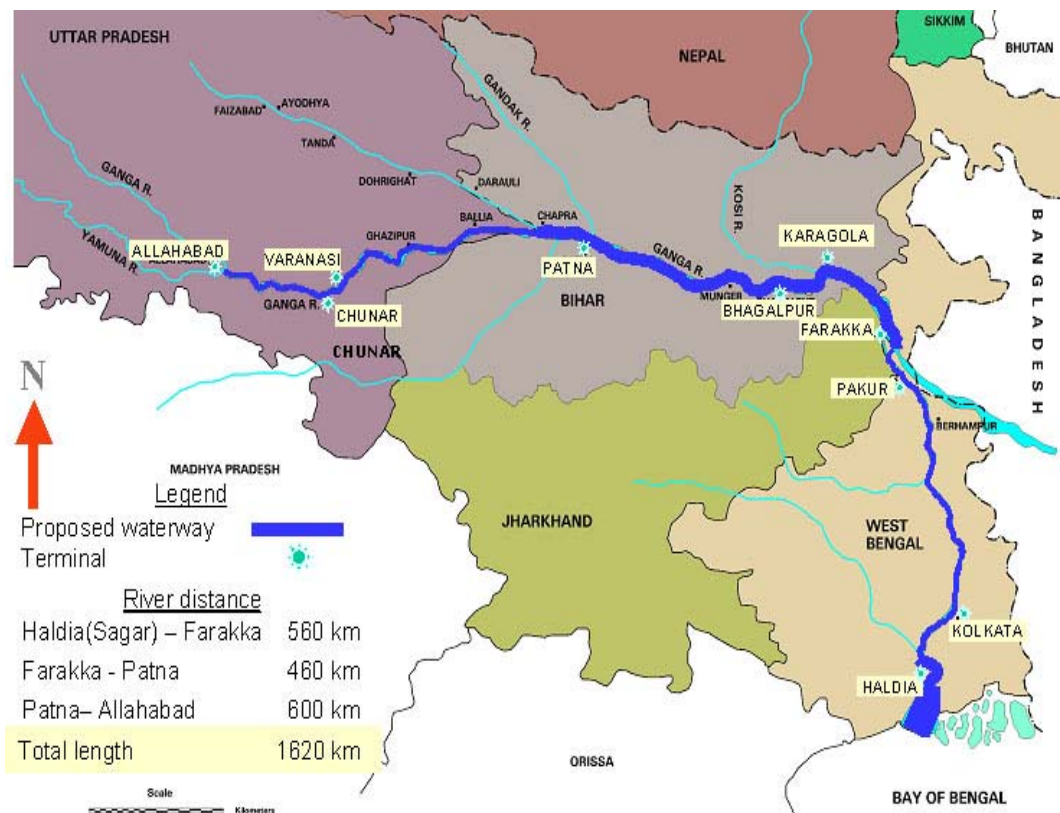 UTTAR PRADESH
NEPAL
SIKKIM
BHUTAN
FAIZABAD
AYODHYA
TANDA
GANDAK R.
DOHRIGHAT
DARAULI
GANGA R.
YAMUNA R.
ALLAHABAD
VARANASI
GHAZIPUR
BALLIA
CHAPRA
KOSI R.
KARAGOLA
GANGA R.
PATNA
MUNGER
BHAGALPUR
GANGA R.
CHUNAR
BIHAR
FARAKKA
BANGLADESH
CHUNAR
PAKUR
BERHAMPUR
N
MADHYA PRADESH
JHARKHAND
WEST
BENGAL
KOLKATA
HALDIA
ORISSA
BAY OF BENGAL
Legend
Proposed waterway
Terminal
River distance
Haldia(Sagar) – Farakka 560 km
Farakka - Patna 460 km
Patna– Allahabad 600 km
Total length 1620 km
Scale
Kilometers